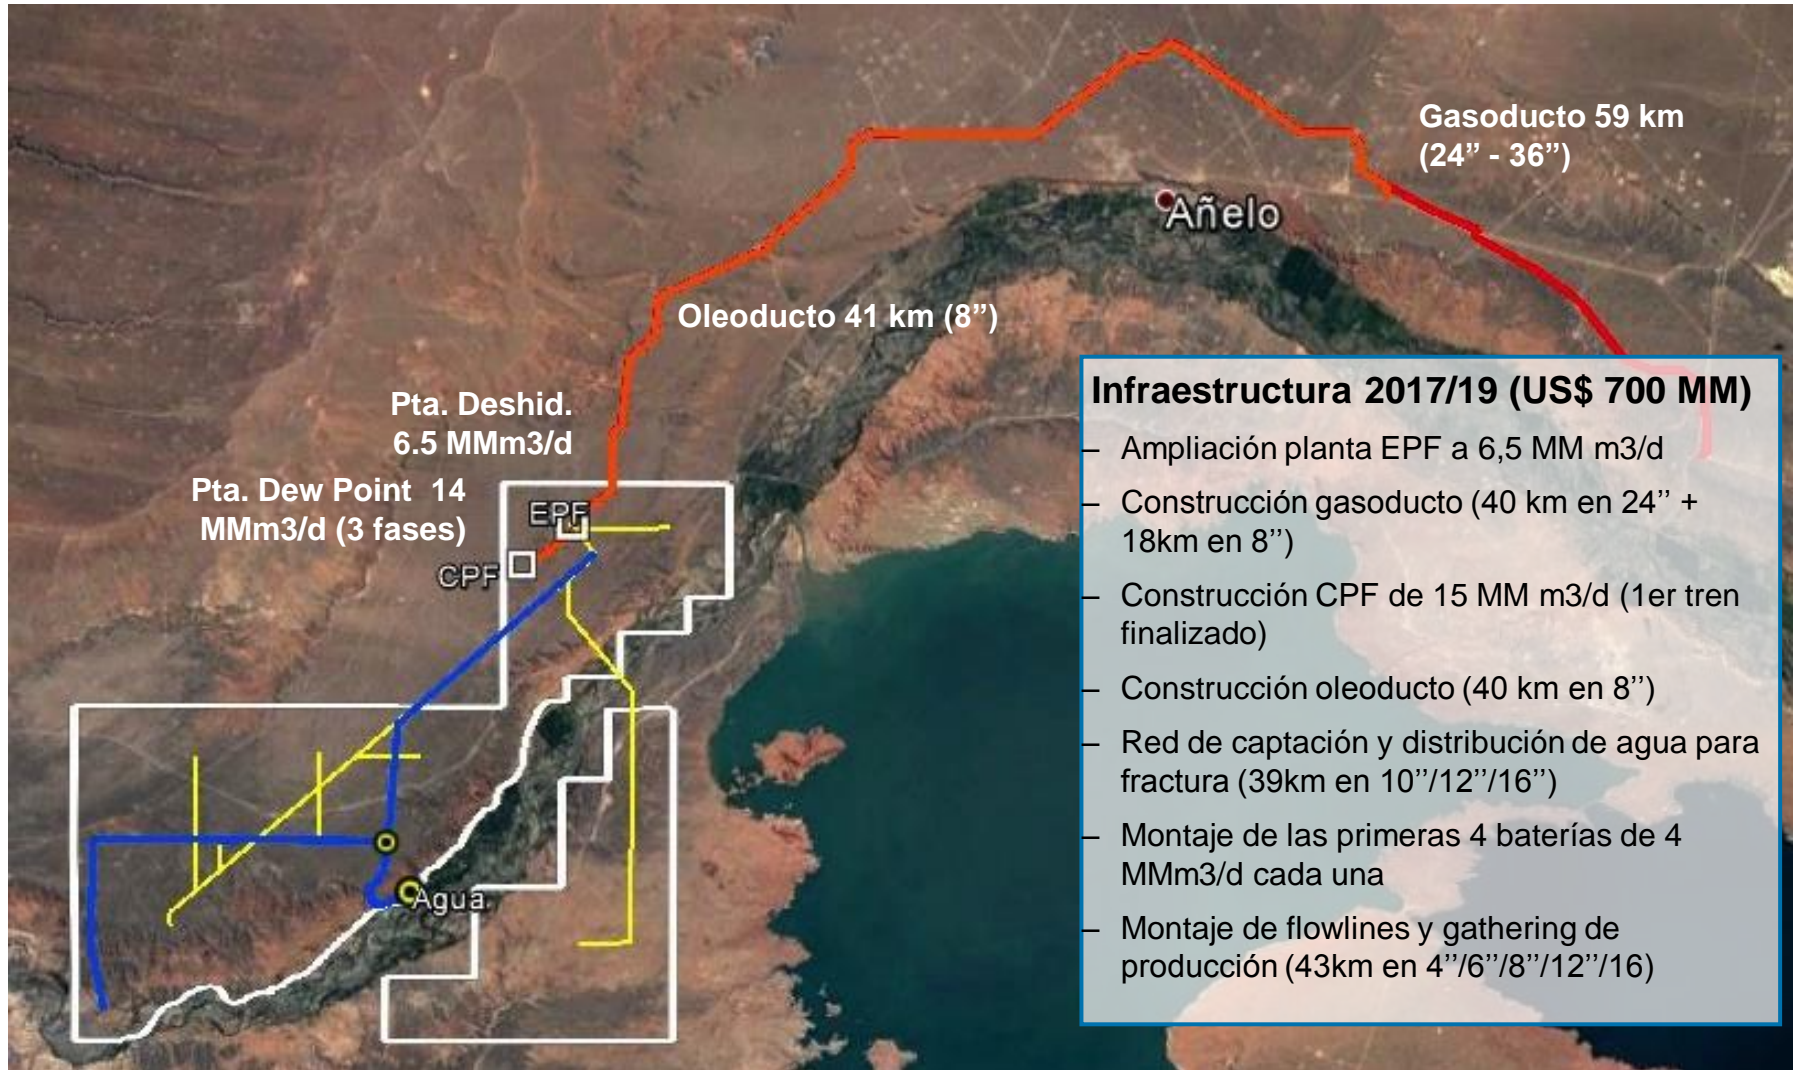 Gasoducto 59 km
(24” - 36”)
Añelo
Oleoducto 41 km (8”)
Pta. Deshid.
6.5 MMm3/d
Pta. Dew Point  14
MMm3/d (3 fases)
EPF
CPF
Agua
Infraestructura 2017/19 (US$ 700 MM)
– Ampliación planta EPF a 6,5 MM m3/d
– Construcción gasoducto (40 km en 24’’ +
18km en 8’’)
– Construcción CPF de 15 MM m3/d (1er tren
finalizado)
– Construcción oleoducto (40 km en 8’’)
– Red de captación y distribución de agua para
fractura (39km en 10’’/12’’/16’’)
– Montaje de las primeras 4 baterías de 4
MMm3/d cada una
– Montaje de flowlines y gathering de
producción (43km en 4’’/6’’/8’’/12’’/16)